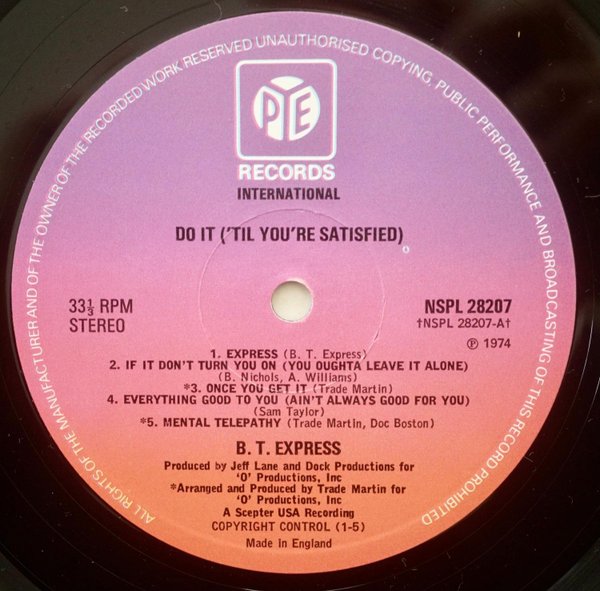 ALL RIGHTS OF THE MANUFACTURER AND OF THE OWNER OF THE RECORDED WORK RESERVED UNAUTHORISED COPYING, PUBLIC PERFORMANCE AND BROADCASTING OF THIS RECORD PROHIBITED
PYE
RECORDS
INTERNATIONAL
DO IT ('TIL YOU'RE SATISFIED)
33⅓ RPM
STEREO
NSPL 28207
†NSPL 28207-A†
℗ 1974
1. EXPRESS (B. T. Express)
2. IF IT DON'T TURN YOU ON (YOU OUGHTA LEAVE IT ALONE)
(B. Nichols, A. Williams)
*3. ONCE YOU GET IT (Trade Martin)
4. EVERYTHING GOOD TO YOU (AIN'T ALWAYS GOOD FOR YOU)
(Sam Taylor)
*5. MENTAL TELEPATHY (Trade Martin, Doc Boston)
B. T. EXPRESS
Produced by Jeff Lane and Dock Productions for
'O' Productions, Inc
*Arranged and Produced by Trade Martin for
'O' Productions, Inc
A Scepter USA Recording
COPYRIGHT CONTROL (1-5)
Made in England